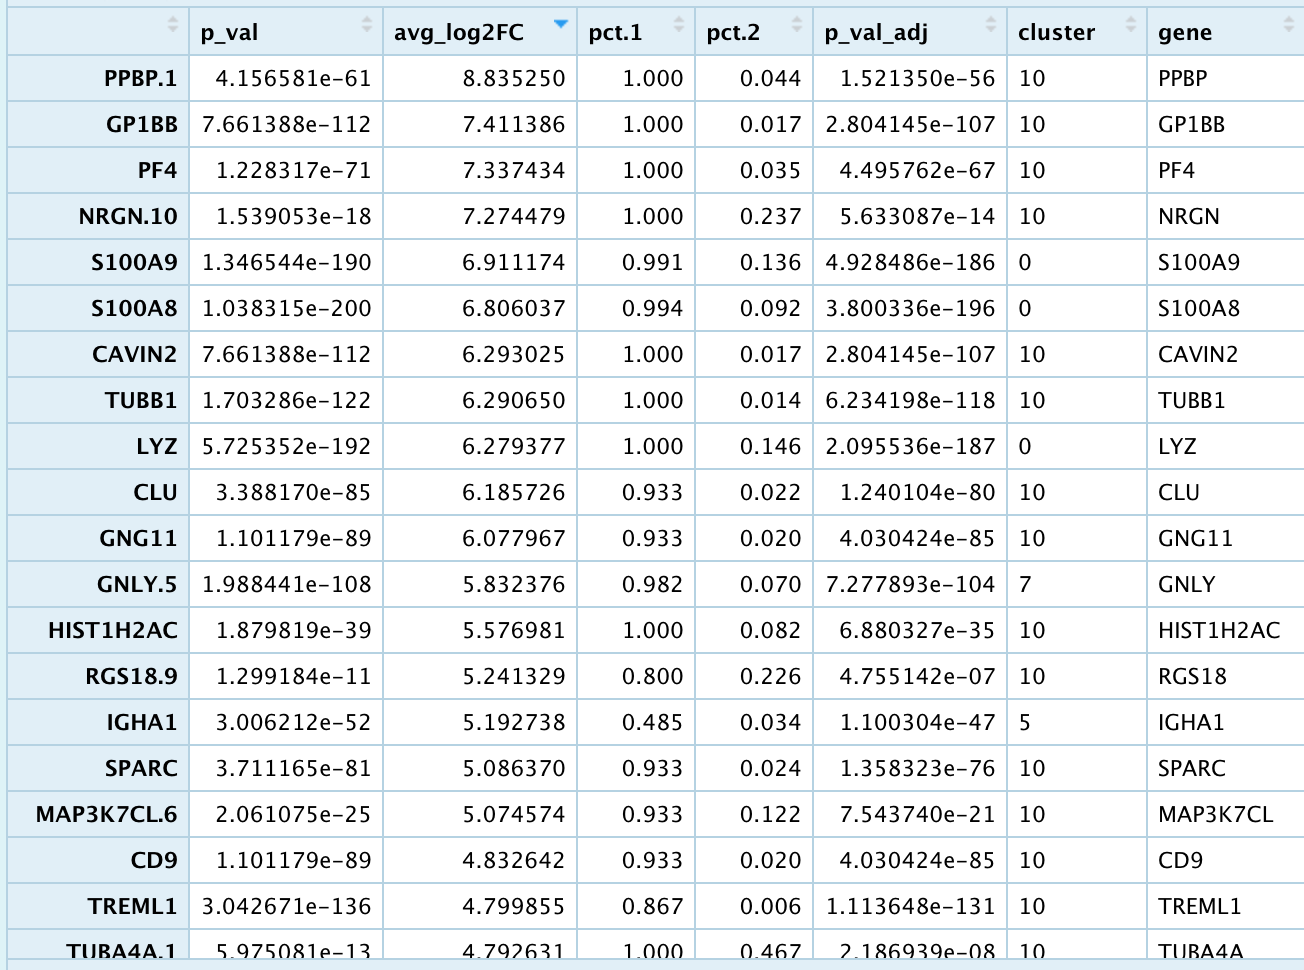 p_val avg_log2FC pct.1 pct.2 p_val_adj cluster gene
PPBP.1 4.156581e−61 8.835250 1.000 0.044 1.521350e−56 10 PPBP
GP1BB 7.661388e−112 7.411386 1.000 0.017 2.804145e−107 10 GP1BB
PF4 1.228317e−71 7.337434 1.000 0.035 4.495762e−67 10 PF4
NRGN.10 1.539053e−18 7.274479 1.000 0.237 5.633087e−14 10 NRGN
S100A9 1.346544e−190 6.911174 0.991 0.136 4.928486e−186 0 S100A9
S100A8 1.038315e−200 6.806037 0.994 0.092 3.800336e−196 0 S100A8
CAVIN2 7.661388e−112 6.293025 1.000 0.017 2.804145e−107 10 CAVIN2
TUBB1 1.703286e−122 6.290650 1.000 0.014 6.234198e−118 10 TUBB1
LYZ 5.725352e−192 6.279377 1.000 0.146 2.095536e−187 0 LYZ
CLU 3.388170e−85 6.185726 0.933 0.022 1.240104e−80 10 CLU
GNG11 1.101179e−89 6.077967 0.933 0.020 4.030424e−85 10 GNG11
GNLY.5 1.988441e−108 5.832376 0.982 0.070 7.277893e−104 7 GNLY
HIST1H2AC 1.879819e−39 5.576981 1.000 0.082 6.880327e−35 10 HIST1H2AC
RGS18.9 1.299184e−11 5.241329 0.800 0.226 4.755142e−07 10 RGS18
IGHA1 3.006212e−52 5.192738 0.485 0.034 1.100304e−47 5 IGHA1
SPARC 3.711165e−81 5.086370 0.933 0.024 1.358323e−76 10 SPARC
MAP3K7CL.6 2.061075e−25 5.074574 0.933 0.122 7.543740e−21 10 MAP3K7CL
CD9 1.101179e−89 4.832642 0.933 0.020 4.030424e−85 10 CD9
TREML1 3.042671e−136 4.799855 0.867 0.006 1.113648e−131 10 TREML1
TUBA4A.1 5.975081e−13 4.792631 1.000 0.467 2.186939e−08 10 TUBA4A